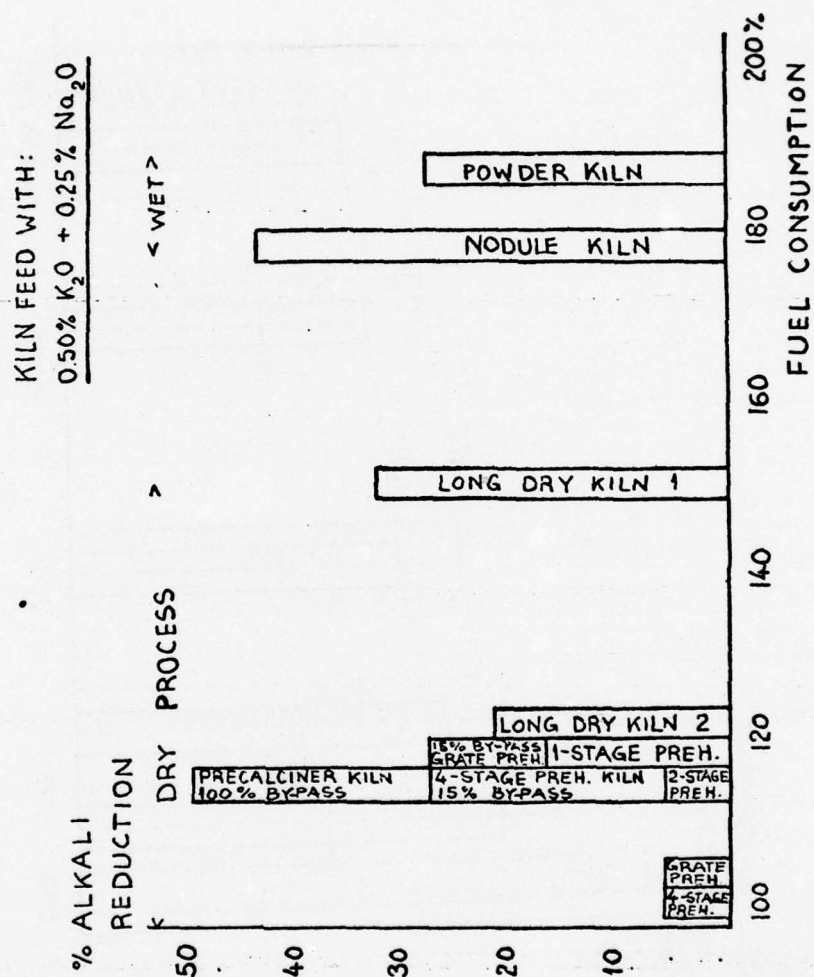 KILN FEED WITH:
0.50% K₂O + 0.25% Na₂O
% ALKALI
REDUCTION
DRY PROCESS >
< WET >
50
40
30
20
10
PRECALCINER KILN
100% BY-PASS
4-STAGE PREH. KILN
15% BYPASS
2-STAGE
PREH.
15% BY-PASS
GRATE PREH.
1-STAGE PREH.
LONG DRY KILN 2
GRATE
PREH.
4-STAGE
PREH.
LONG DRY KILN 1
NODULE KILN
POWDER KILN
100
120
140
160
180
200%
FUEL CONSUMPTION